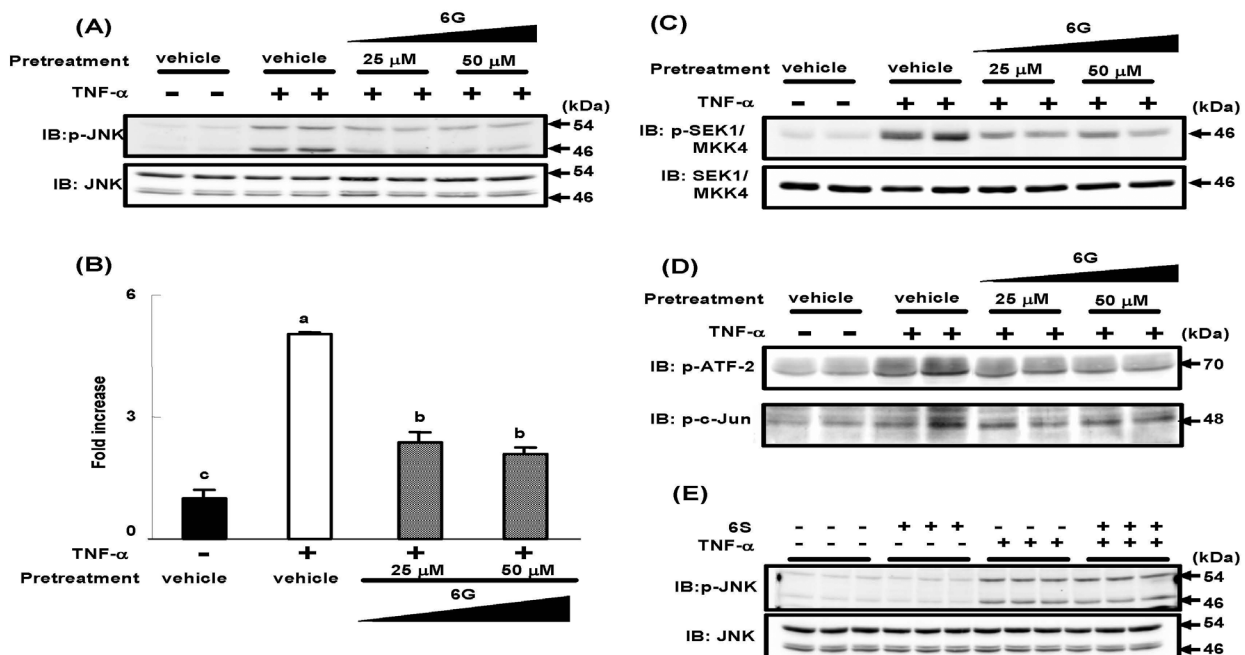 (A)
6G
vehicle vehicle 25 μM 50 μM
Pretreatment
TNF-α - - + + + + + + (kDa)
IB:p-JNK 54
46
IB: JNK 54
46
(B)
6
a
3
b
b
c
0
Fold increase
TNF-α - + + +
Pretreatment vehicle vehicle 25 μM 50 μM
6G
(C)
6G
vehicle vehicle 25 μM 50 μM
Pretreatment
TNF-α - - + + + + + + (kDa)
IB: p-SEK1/
MKK4 46
IB: SEK1/
MKK4 46
(D)
6G
Pretreatment vehicle vehicle 25 μM 50 μM
TNF-α - - + + + + + + (kDa)
IB: p-ATF-2 70
IB: p-c-Jun 48
(E)
6S - - - + + + - - - + + +
TNF-α - - - - - - + + + + + + (kDa)
IB:p-JNK 54
46
IB: JNK 54
46